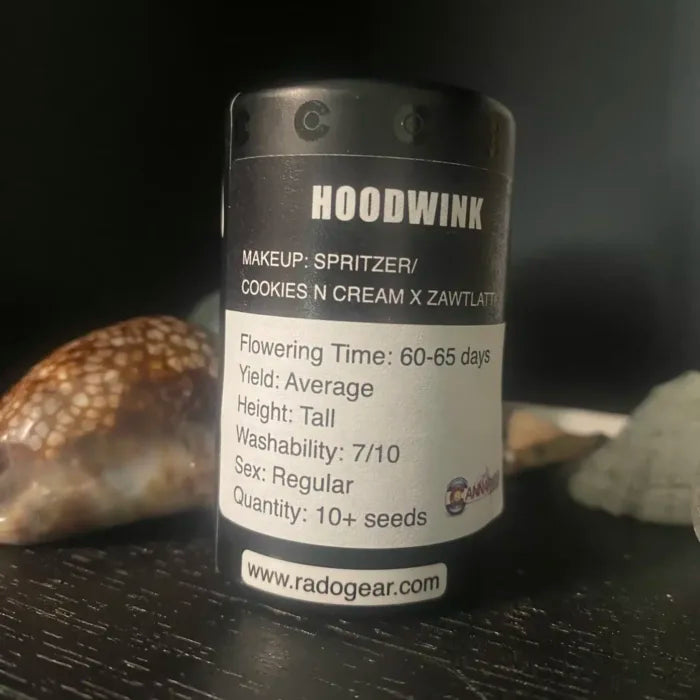 C C C
HOODWINK
MAKEUP: SPRITZER/
COOKIES N CREAM X ZAWTLATT
Flowering Time: 60-65 days
Yield: Average
Height: Tall
Washability: 7/10
Sex: Regular
Quantity: 10+ seeds
www.radogear.com